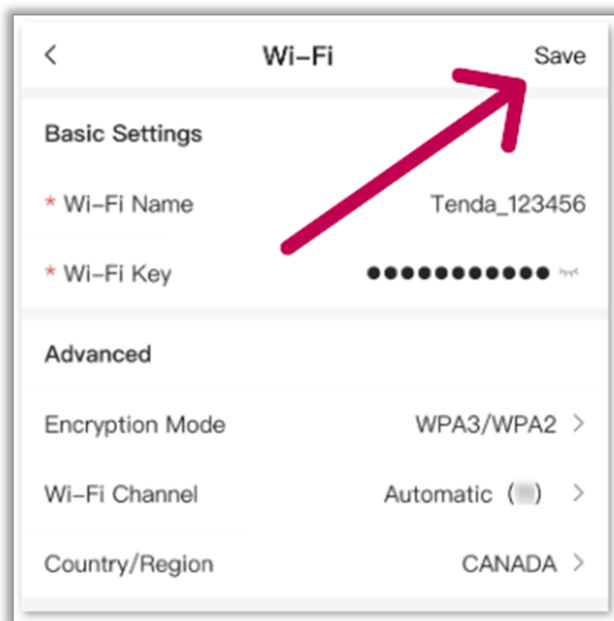 Wi-Fi Save
Basic Settings
* Wi-Fi Name Tenda_123456
* Wi-Fi Key ●●●●●●●●●●●
Advanced
Encryption Mode WPA3/WPA2 >
Wi-Fi Channel Automatic ( ) >
Country/Region CANADA >